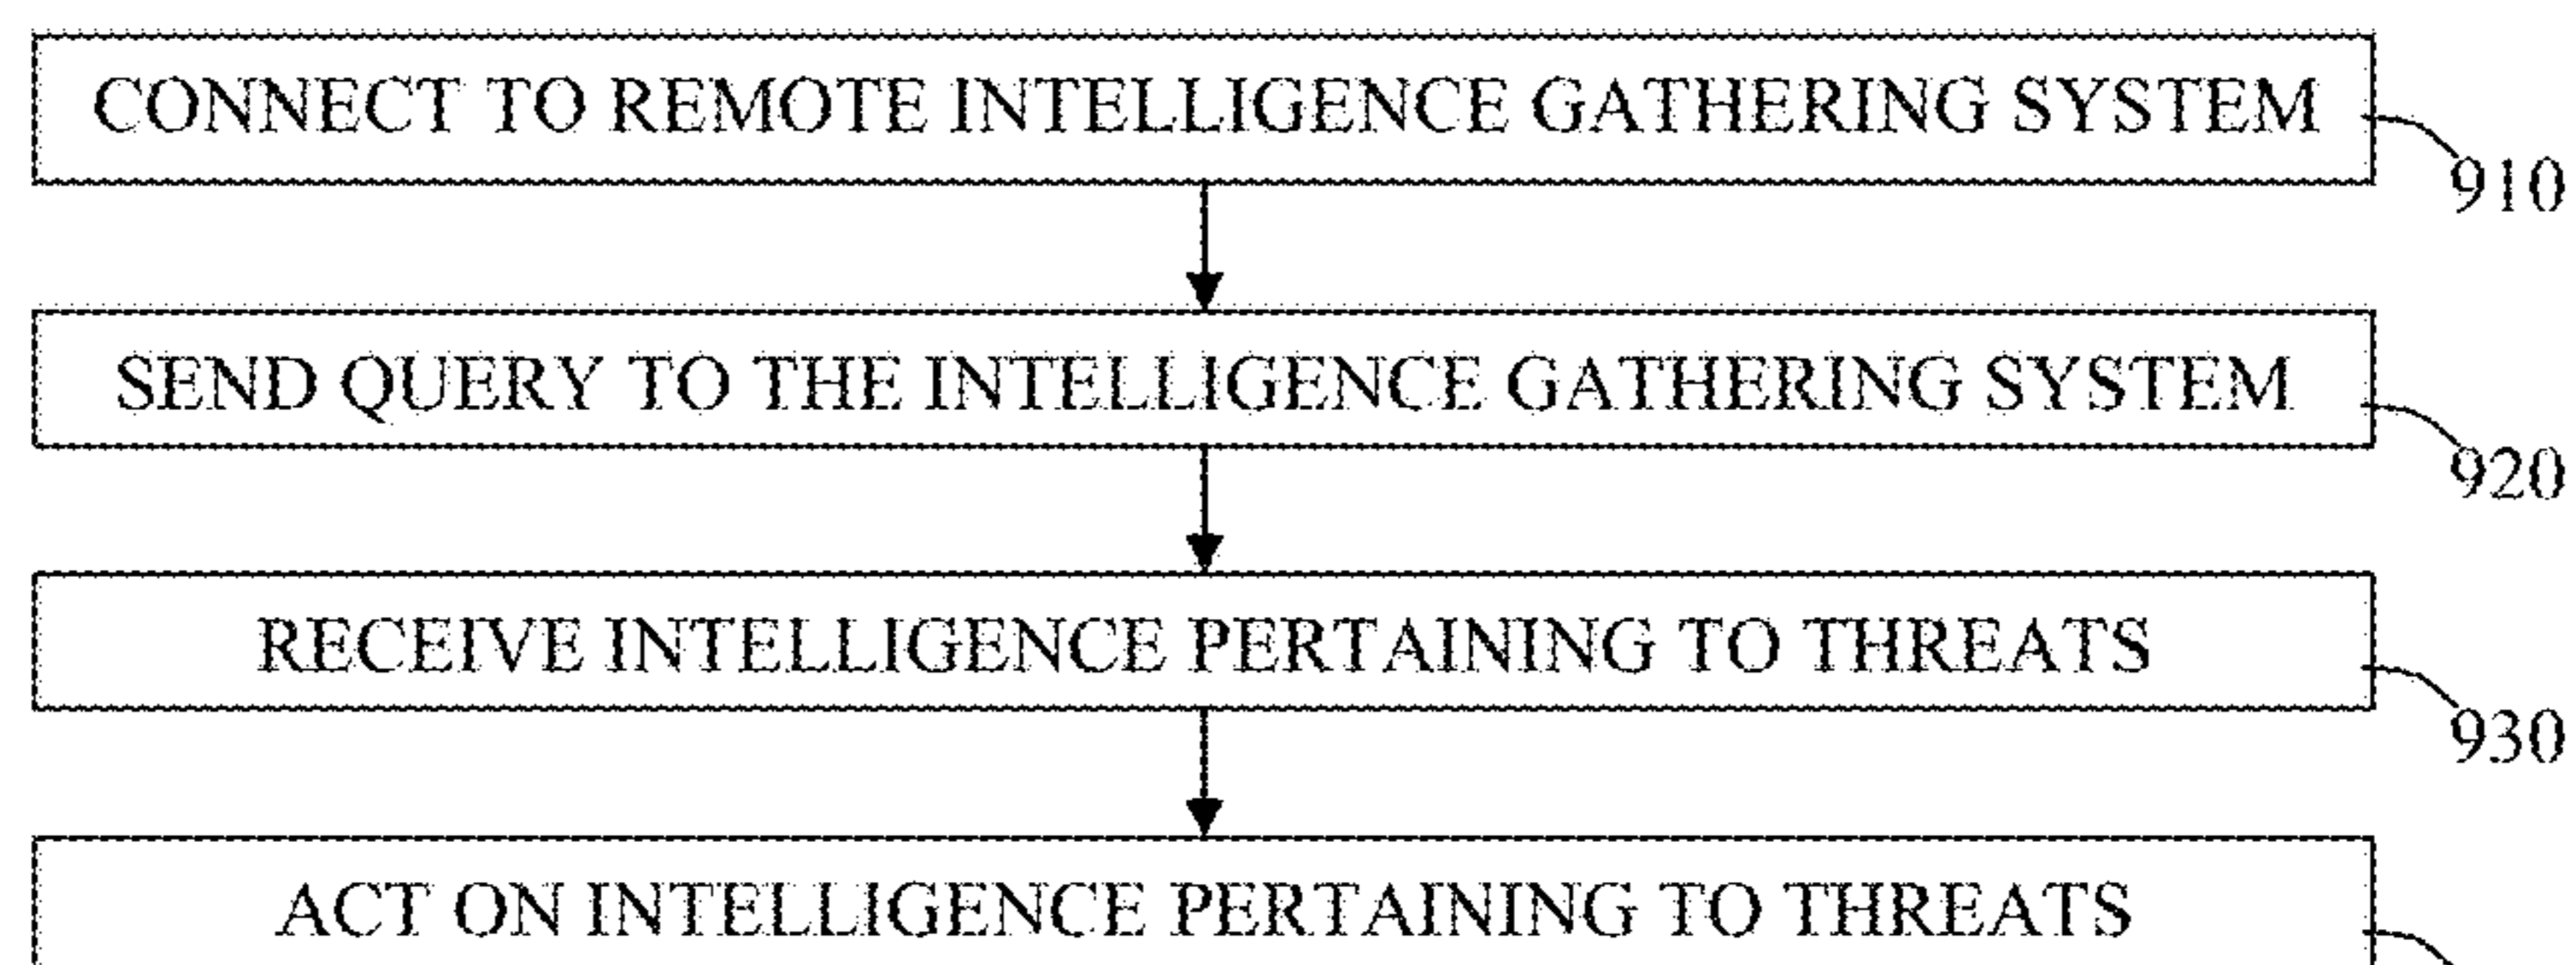 CONNECT TO REMOTE INTELLIGENCE GATHERING SYSTEM
910
SEND QUERY TO THE INTELLIGENCE GATHERING SYSTEM
920
RECEIVE INTELLIGENCE PERTAINING TO THREATS
930
ACT ON INTELLIGENCE PERTAINING TO THREATS